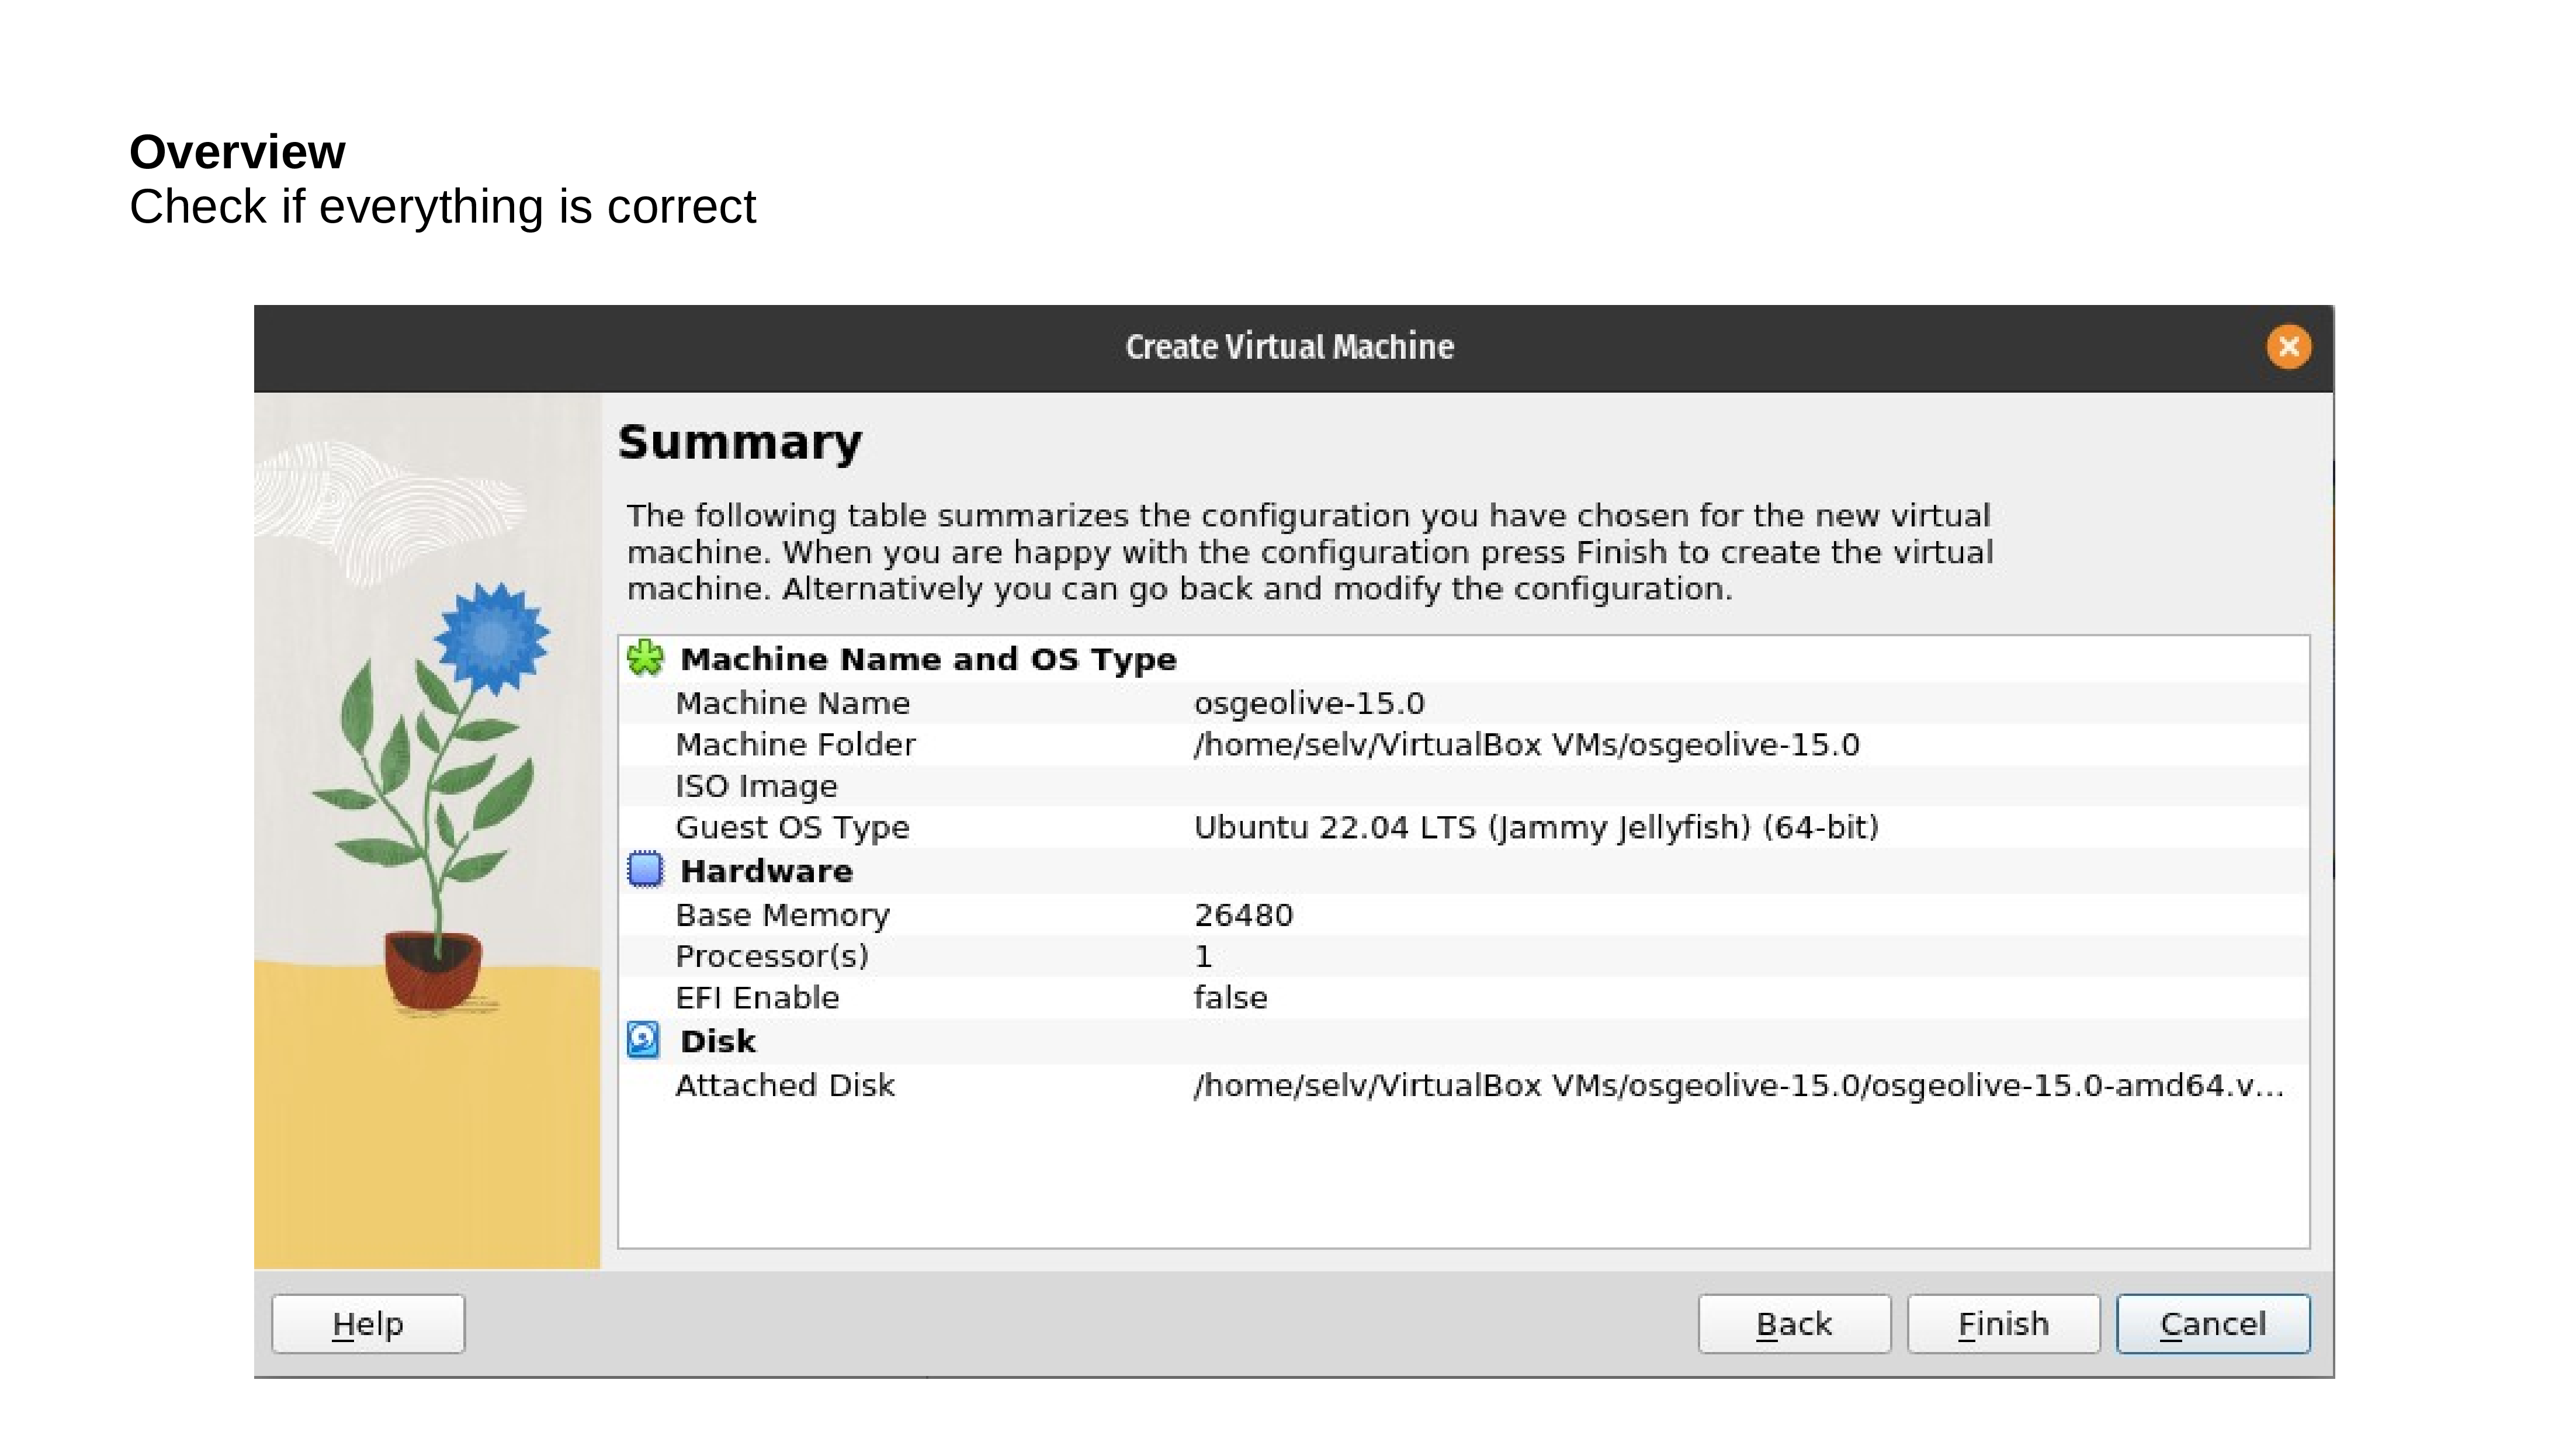 Overview
Check if everything is correct
Create Virtual Machine
Summary
The following table summarizes the configuration you have chosen for the new virtual
machine. When you are happy with the configuration press Finish to create the virtual
machine. Alternatively you can go back and modify the configuration.
Machine Name and OS Type
Machine Name osgeolive-15.0
Machine Folder /home/selv/VirtualBox VMs/osgeolive-15.0
ISO Image
Guest OS Type Ubuntu 22.04 LTS (Jammy Jellyfish) (64-bit)
Hardware
Base Memory 26480
Processor(s) 1
EFI Enable false
Disk
Attached Disk /home/selv/VirtualBox VMs/osgeolive-15.0/osgeolive-15.0-amd64.v...
Help Back Finish Cancel